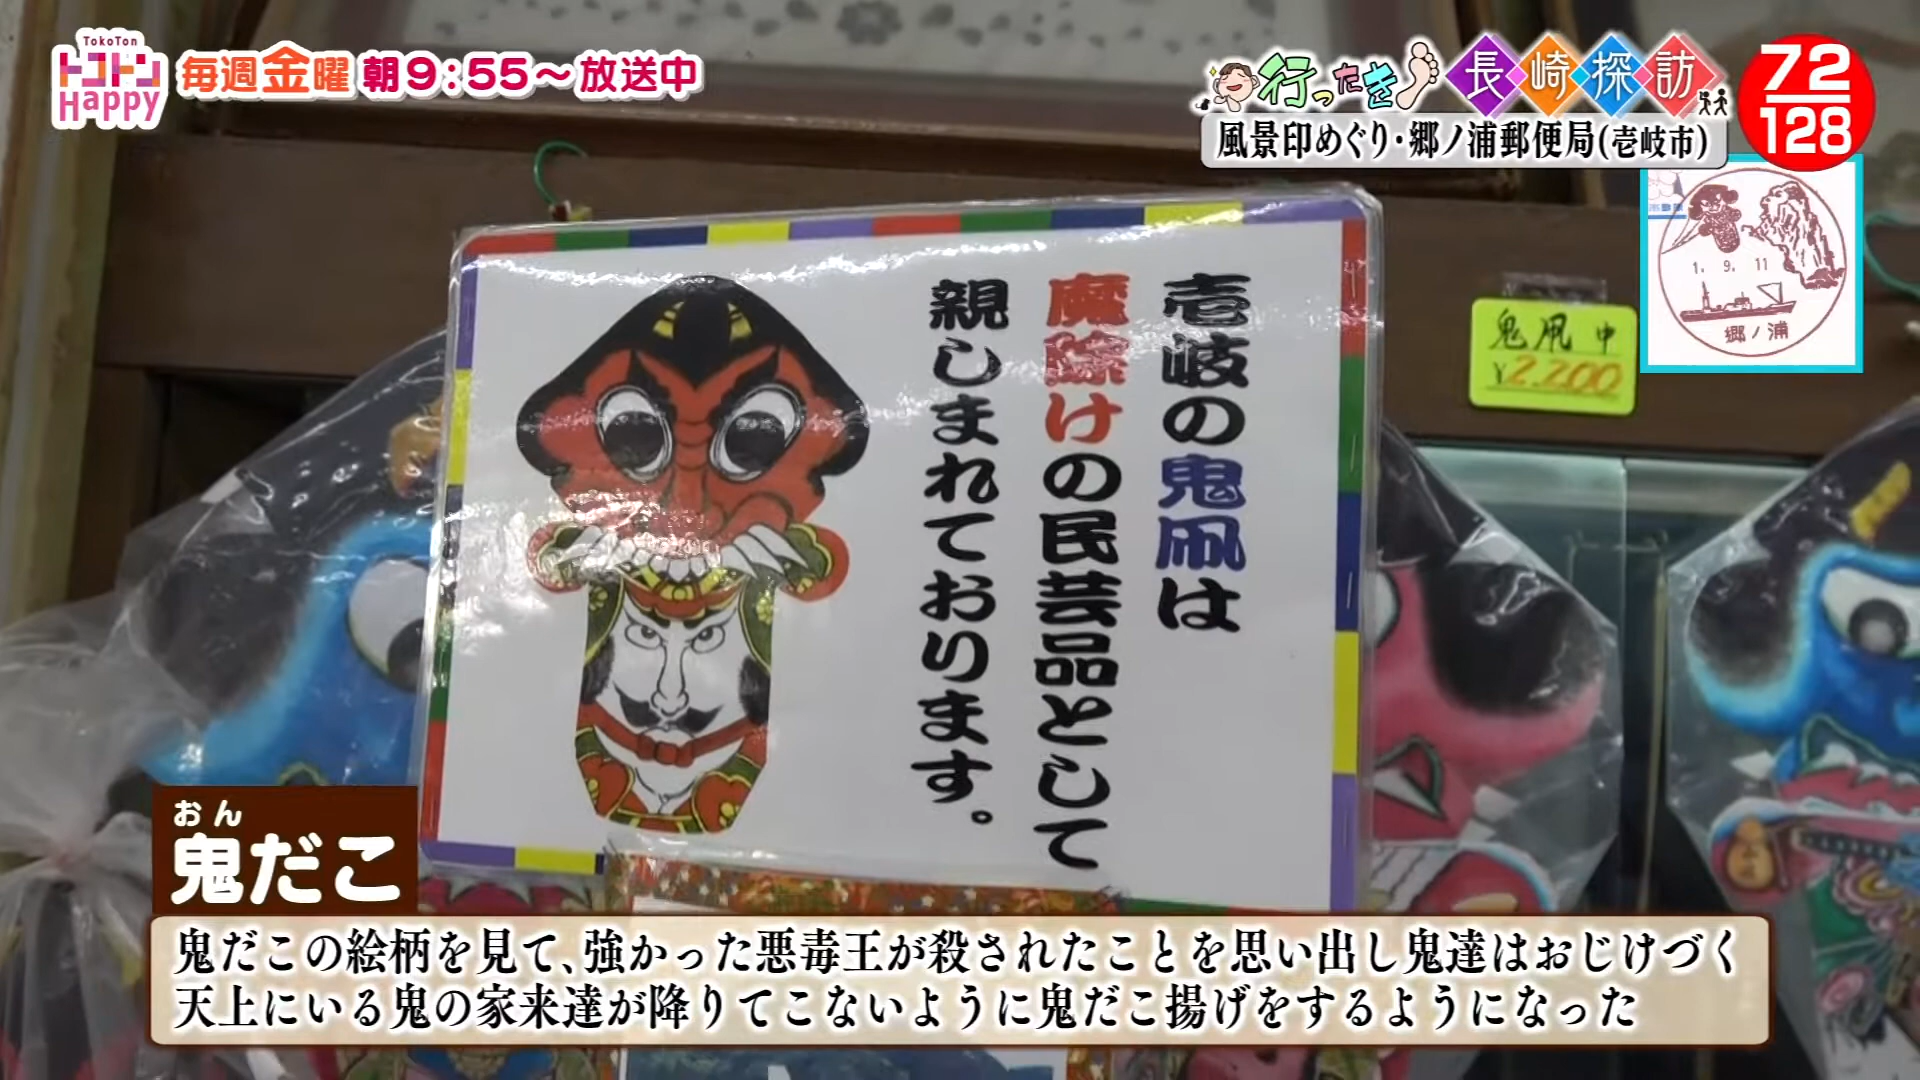 TokoTon
トコトン
Happy
毎週金曜 朝9:55～放送中
行ったき 長崎探訪
風景印めぐり・郷ノ浦郵便局(壱岐市)
72
128
1. 9. 11
郷ノ浦
鬼凧 中
¥2.200
壱岐の鬼凧は
魔除けの民芸品として
親しまれております。
おん
鬼だこ
鬼だこの絵柄を見て、強かった悪毒王が殺されたことを思い出し鬼達はおじけづく
天上にいる鬼の家来達が降りてこないように鬼だこ揚げをするようになった